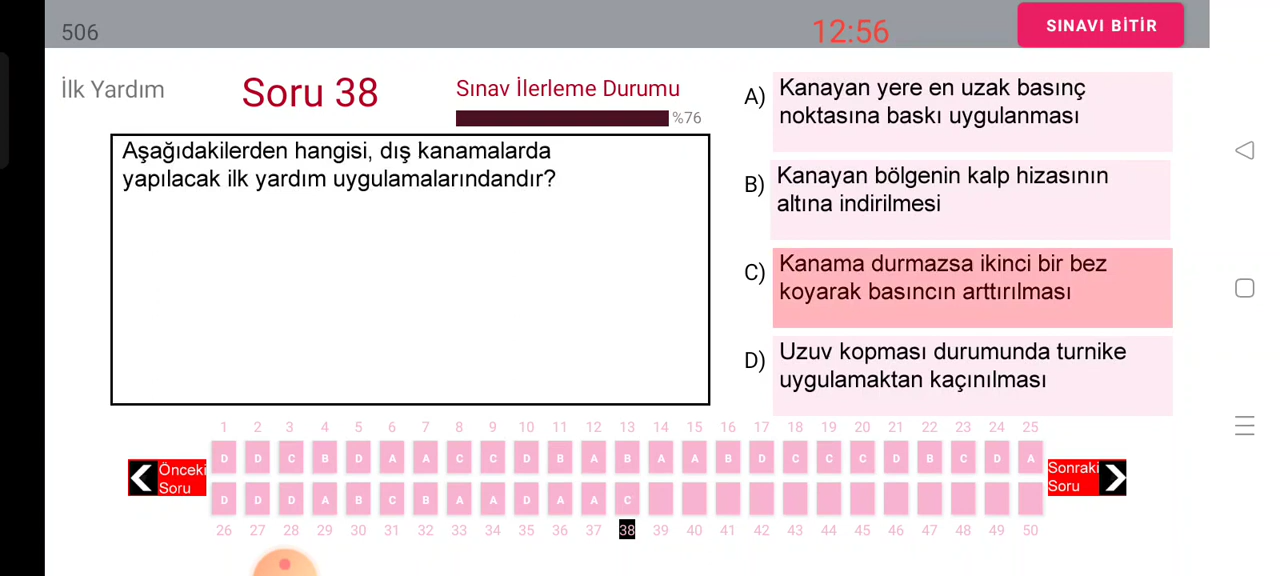 506
12:56
SINAVI BİTİR
İlk Yardım
Soru 38
Sınav İlerleme Durumu
%76
Aşağıdakilerden hangisi, dış kanamalarda
yapılacak ilk yardım uygulamalarındandır?
A) Kanayan yere en uzak basınç
noktasına baskı uygulanması
B) Kanayan bölgenin kalp hizasının
altına indirilmesi
C) Kanama durmazsa ikinci bir bez
koyarak basıncın arttırılması
D) Uzuv kopması durumunda turnike
uygulamaktan kaçınılması
1 2 3 4 5 6 7 8 9 10 11 12 13 14 15 16 17 18 19 20 21 22 23 24 25
D D C B D A A C C D B A B A A B D C C C D B C D A
Önceki
Soru
Sonraki
Soru
D D D A B C B A A D A A C
26 27 28 29 30 31 32 33 34 35 36 37 38 39 40 41 42 43 44 45 46 47 48 49 50